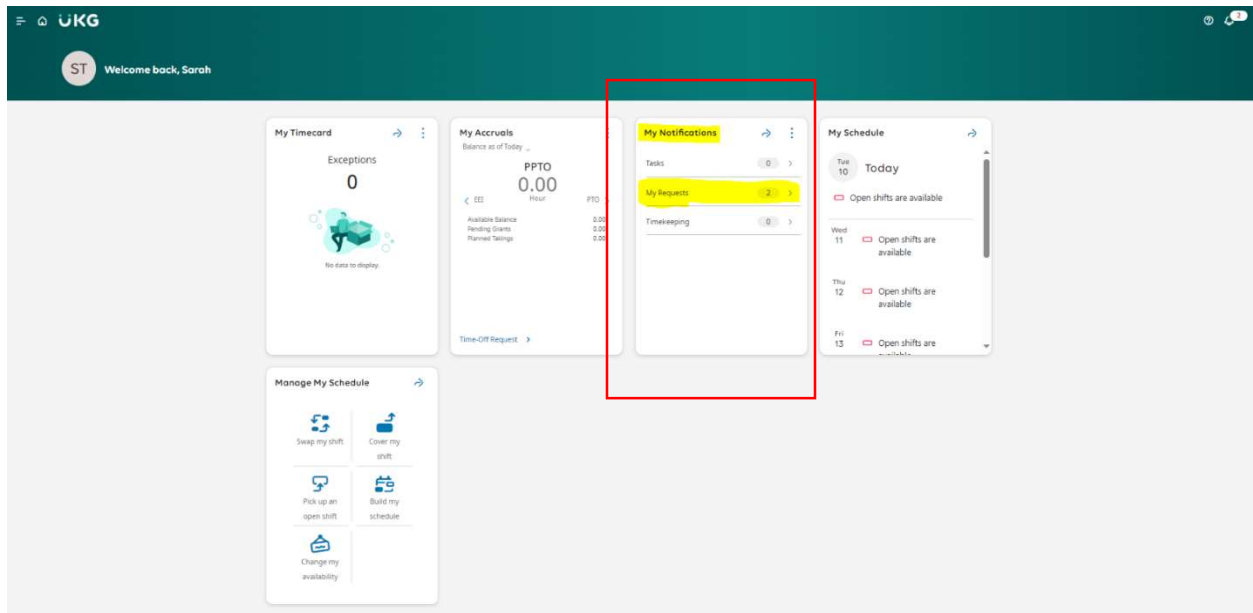 UKG
2
ST
Welcome back, Sarah
My Timecard
Exceptions
0
No data to display.
My Accruals
Balance as of Today
PPTO
0.00
Hour
PTO
Available Balance 0.00
Pending Grants 0.00
Planned Takings 0.00
Time-Off Request
My Notifications
Tasks 0
My Requests 2
Timekeeping 0
My Schedule
Tue
10
Today
Open shifts are available
Wed
11
Open shifts are
available
Thu
12
Open shifts are
available
Fri
13
Open shifts are
Manage My Schedule
Swap my shift
Cover my
shift
Pick up an
open shift
Build my
schedule
Change my
availability